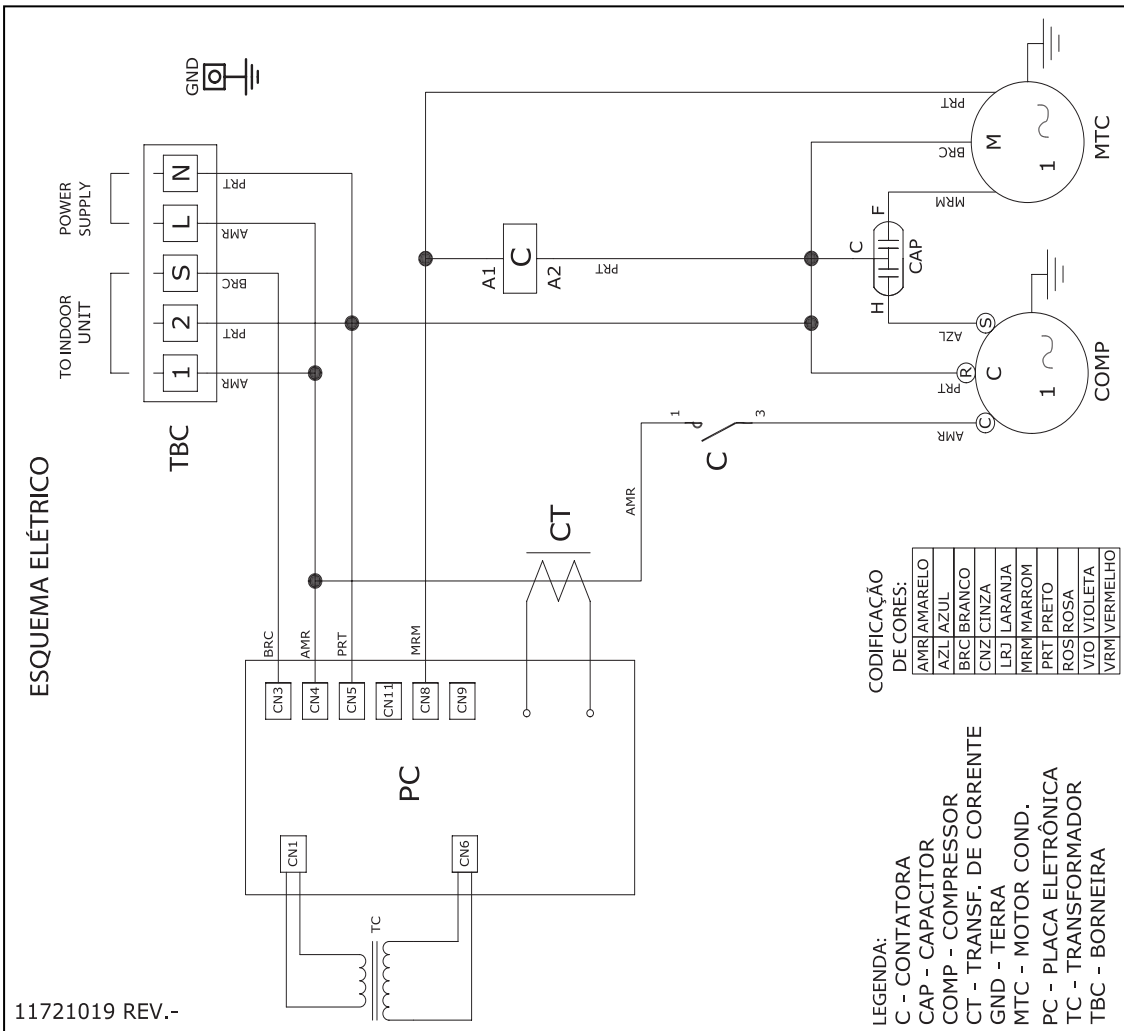 ESQUEMA ELÉTRICO
TO INDOOR
UNIT
POWER
SUPPLY
GND
TBC
1
2
S
L
N
AMR
PRT
BRC
AMR
PRT
BRC
AMR
PRT
MRM
CN3
CN4
CN5
CN11
CN8
CN9
CN1
CN6
PC
TC
CT
AMR
A1
C
A2
PRT
1
C
3
H
C
F
CAP
AMR
PRT
AZL
MRM
BRC
PRT
C
R
S
C
1
COMP
M
1
MTC
LEGENDA:
C - CONTATORA
CAP - CAPACITOR
COMP - COMPRESSOR
CT - TRANSF. DE CORRENTE
GND - TERRA
MTC - MOTOR COND.
PC - PLACA ELETRÔNICA
TC - TRANSFORMADOR
TBC - BORNEIRA
CODIFICAÇÃO
DE CORES:
AMR AMARELO
AZL AZUL
BRC BRANCO
CNZ CINZA
LRJ LARANJA
MRM MARROM
PRT PRETO
ROS ROSA
VIO VIOLETA
VRM VERMELHO
11721019 REV.-